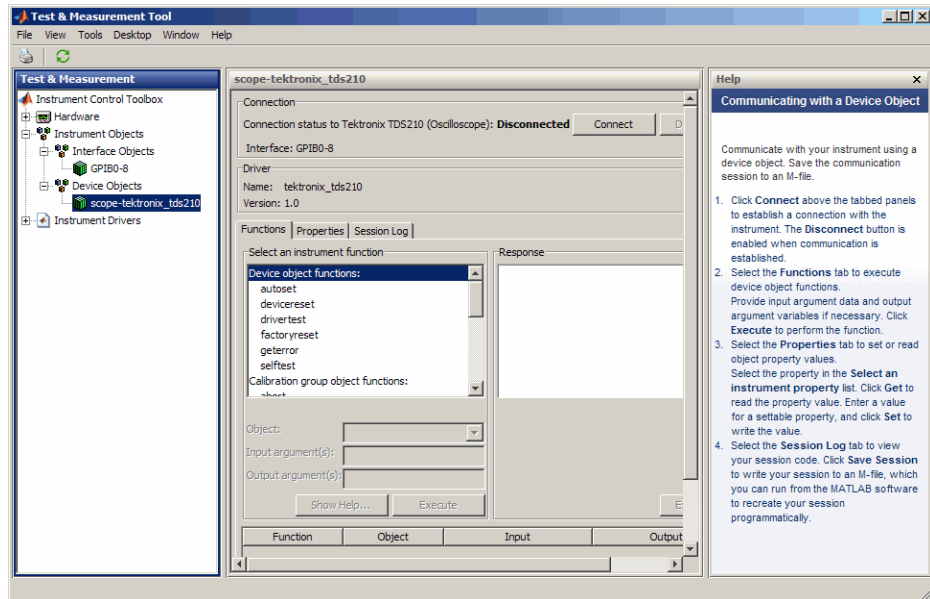 Test & Measurement Tool
File View Tools Desktop Window Help
Test & Measurement
Instrument Control Toolbox
Hardware
Instrument Objects
Interface Objects
GPIB0-8
Device Objects
scope-tektronix_tds210
Instrument Drivers
scope-tektronix_tds210
Connection
Connection status to Tektronix TDS210 (Oscilloscope): Disconnected Connect D
Interface: GPIB0-8
Driver
Name: tektronix_tds210
Version: 1.0
Functions Properties Session Log
Select an instrument function
Device object functions:
autoset
devicereset
drivertest
factoryreset
geterror
selftest
Calibration group object functions:
abort
Object:
Input argument(s):
Output argument(s):
Show Help... Execute
Response
E
Function Object Input Output
Help
Communicating with a Device Object
Communicate with your instrument using a
device object. Save the communication
session to an M-file.
1. Click Connect above the tabbed panels
to establish a connection with the
instrument. The Disconnect button is
enabled when communication is
established.
2. Select the Functions tab to execute
device object functions.
Provide input argument data and output
argument variables if necessary. Click
Execute to perform the function.
3. Select the Properties tab to set or read
object property values.
Select the property in the Select an
instrument property list. Click Get to
read the property value. Enter a value
for a settable property, and click Set to
write the value.
4. Select the Session Log tab to view
your session code. Click Save Session
to write your session to an M-file, which
you can run from the MATLAB software
to recreate your session
programmatically.